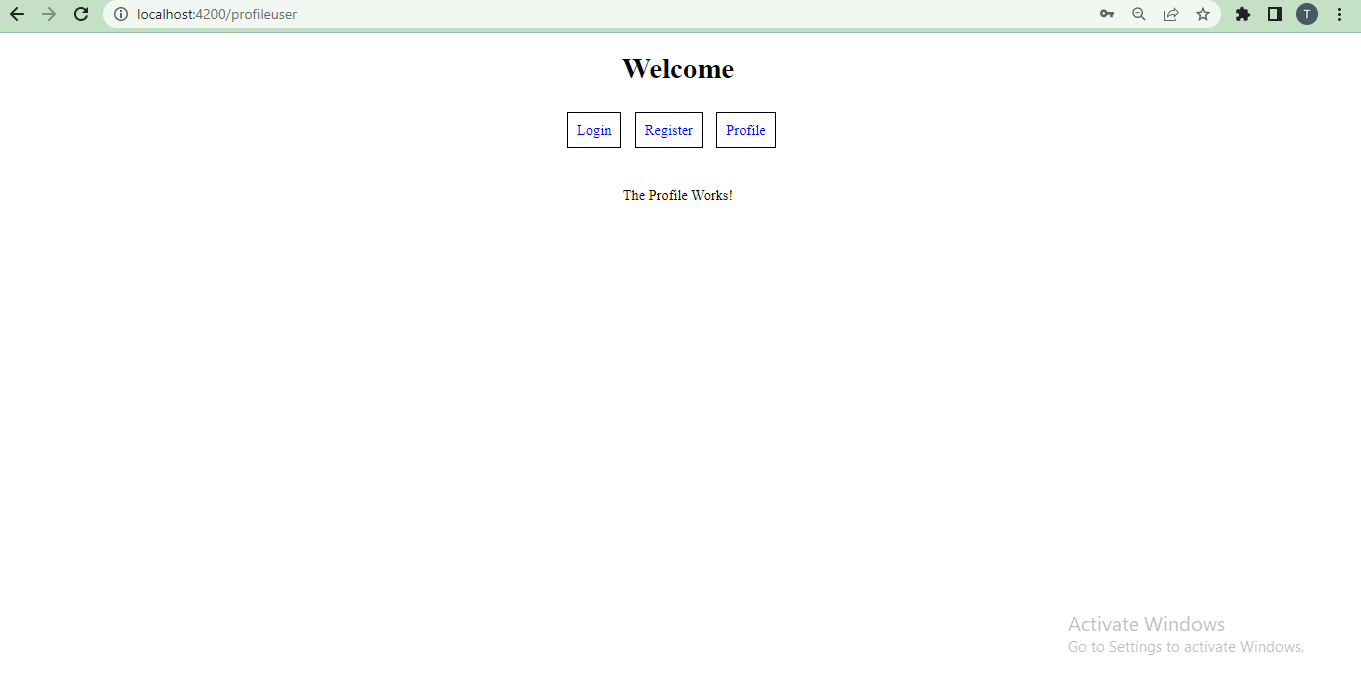 localhost:4200/profileuser
T
Welcome
Login Register Profile
The Profile Works!
Activate Windows
Go to Settings to activate Windows.